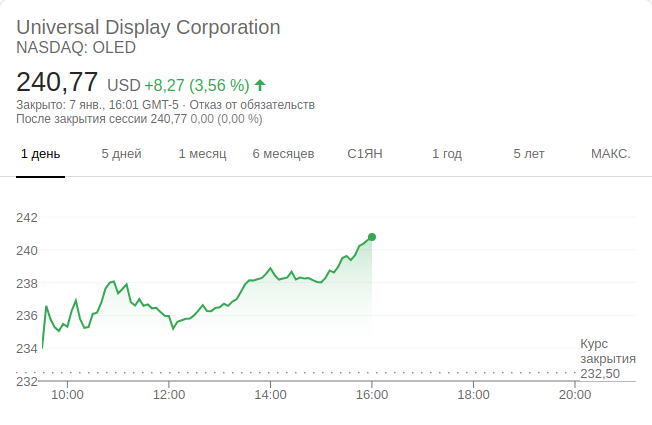 Universal Display Corporation
NASDAQ: OLED
240,77 USD +8,27 (3,56 %)
Закрыто: 7 янв., 16:01 GMT-5 · Отказ от обязательств
После закрытия сессии 240,77 0,00 (0,00 %)
1 день 5 дней 1 месяц 6 месяцев С1ЯН 1 год 5 лет МАКС.
242
240
238
236
234
232
Курс
закрытия
232,50
10:00 12:00 14:00 16:00 18:00 20:00